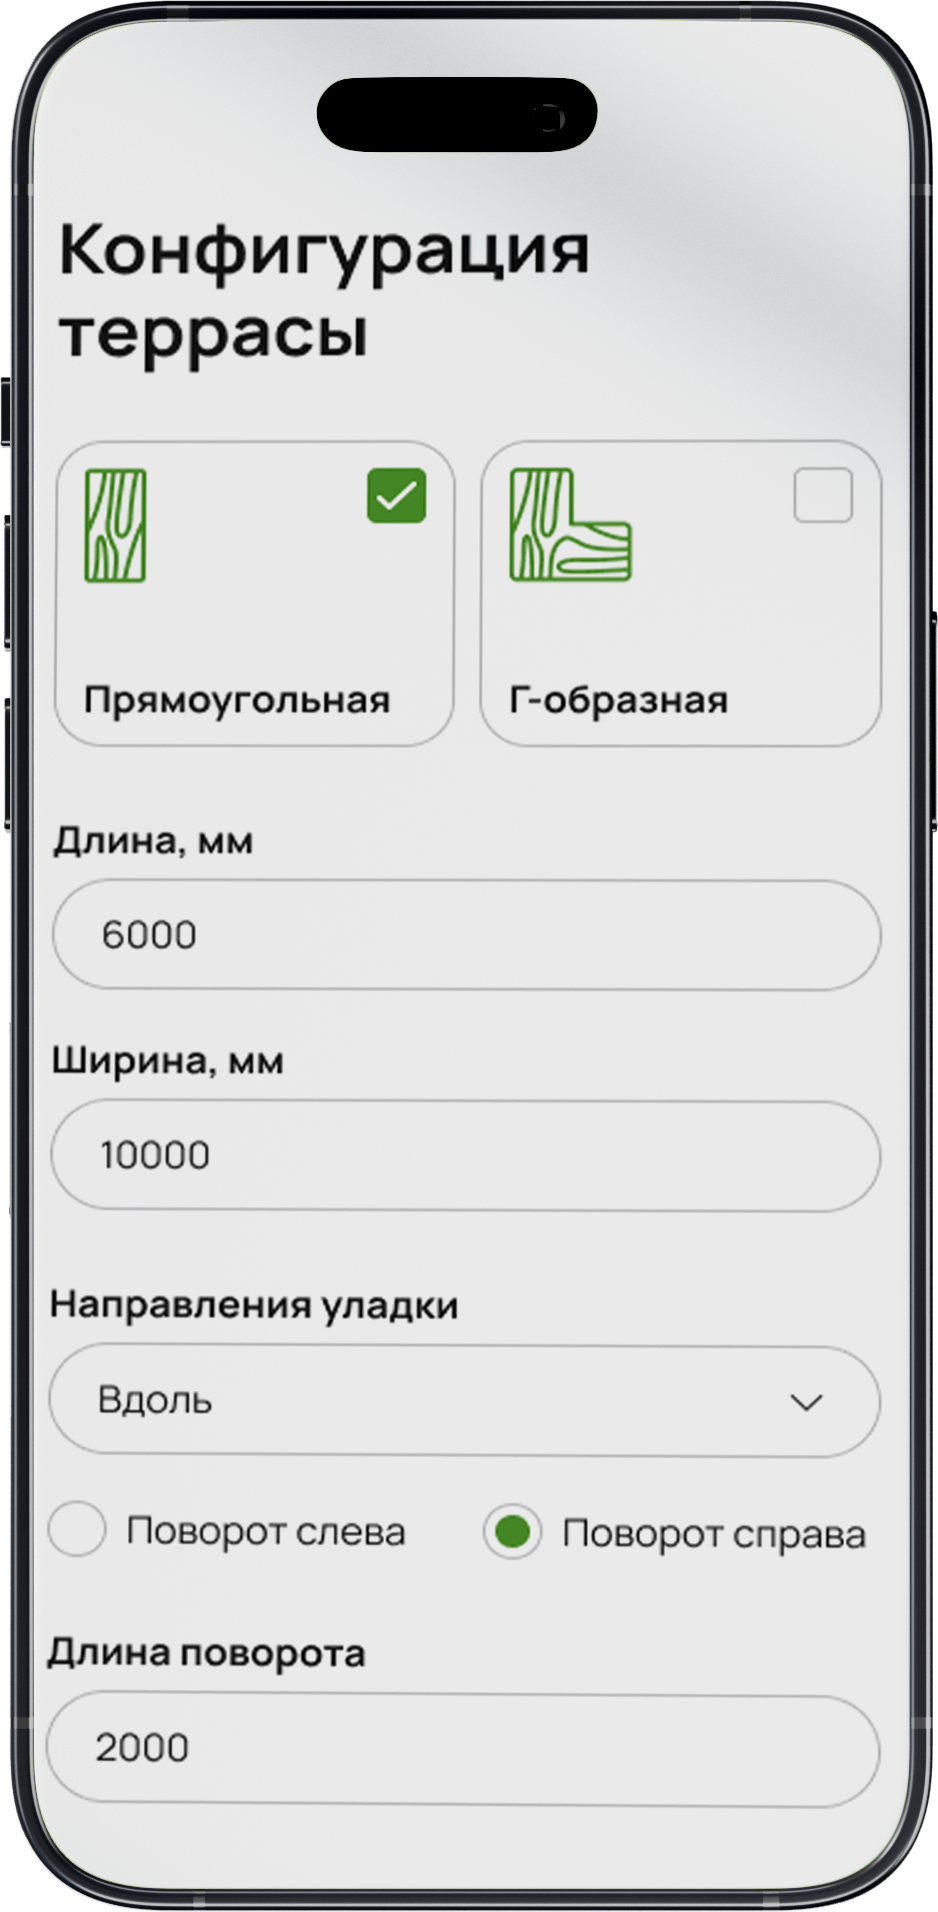 Конфигурация
террасы
Прямоугольная
Г-образная
Длина, мм
6000
Ширина, мм
10000
Направления уладки
Вдоль
Поворот слева
Поворот справа
Длина поворота
2000